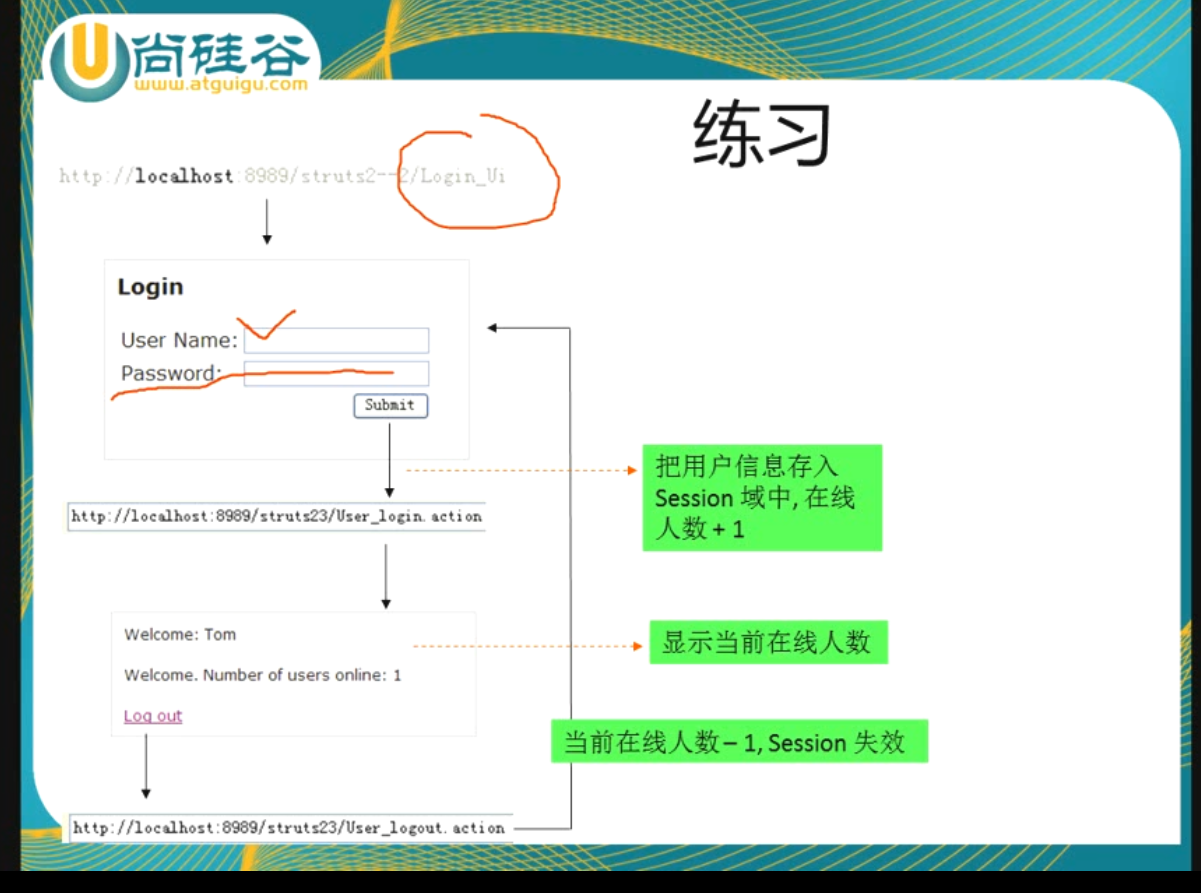 尚硅谷
www.atguigu.com
练习
http://localhost:8989/struts2--2/Login_Ui
Login
User Name:
Password:
Submit
把用户信息存入
Session 域中, 在线
人数 + 1
http://localhost:8989/struts23/User_login.action
Welcome: Tom
显示当前在线人数
Welcome. Number of users online: 1
Log out
当前在线人数 – 1, Session 失效
http://localhost:8989/struts23/User_logout.action